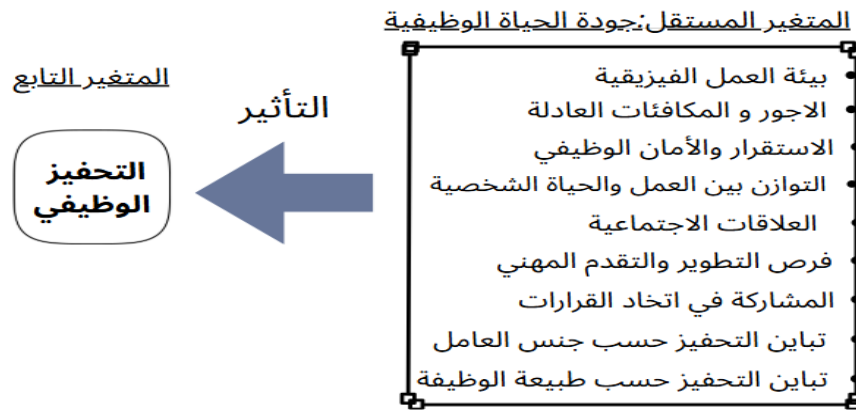 المتغير المستقل:جودة الحياة الوظيفية
بيئة العمل الفيزيقية
الاجور و المكافئات العادلة
الاستقرار والأمان الوظيفي
التوازن بين العمل والحياة الشخصية
العلاقات الاجتماعية
فرص التطوير والتقدم المهني
المشاركة في اتخاد القرارات
تباين التحفيز حسب جنس العامل
تباين التحفيز حسب طبيعة الوظيفة
التأثير
المتغير التابع
التحفيز
الوظيفي